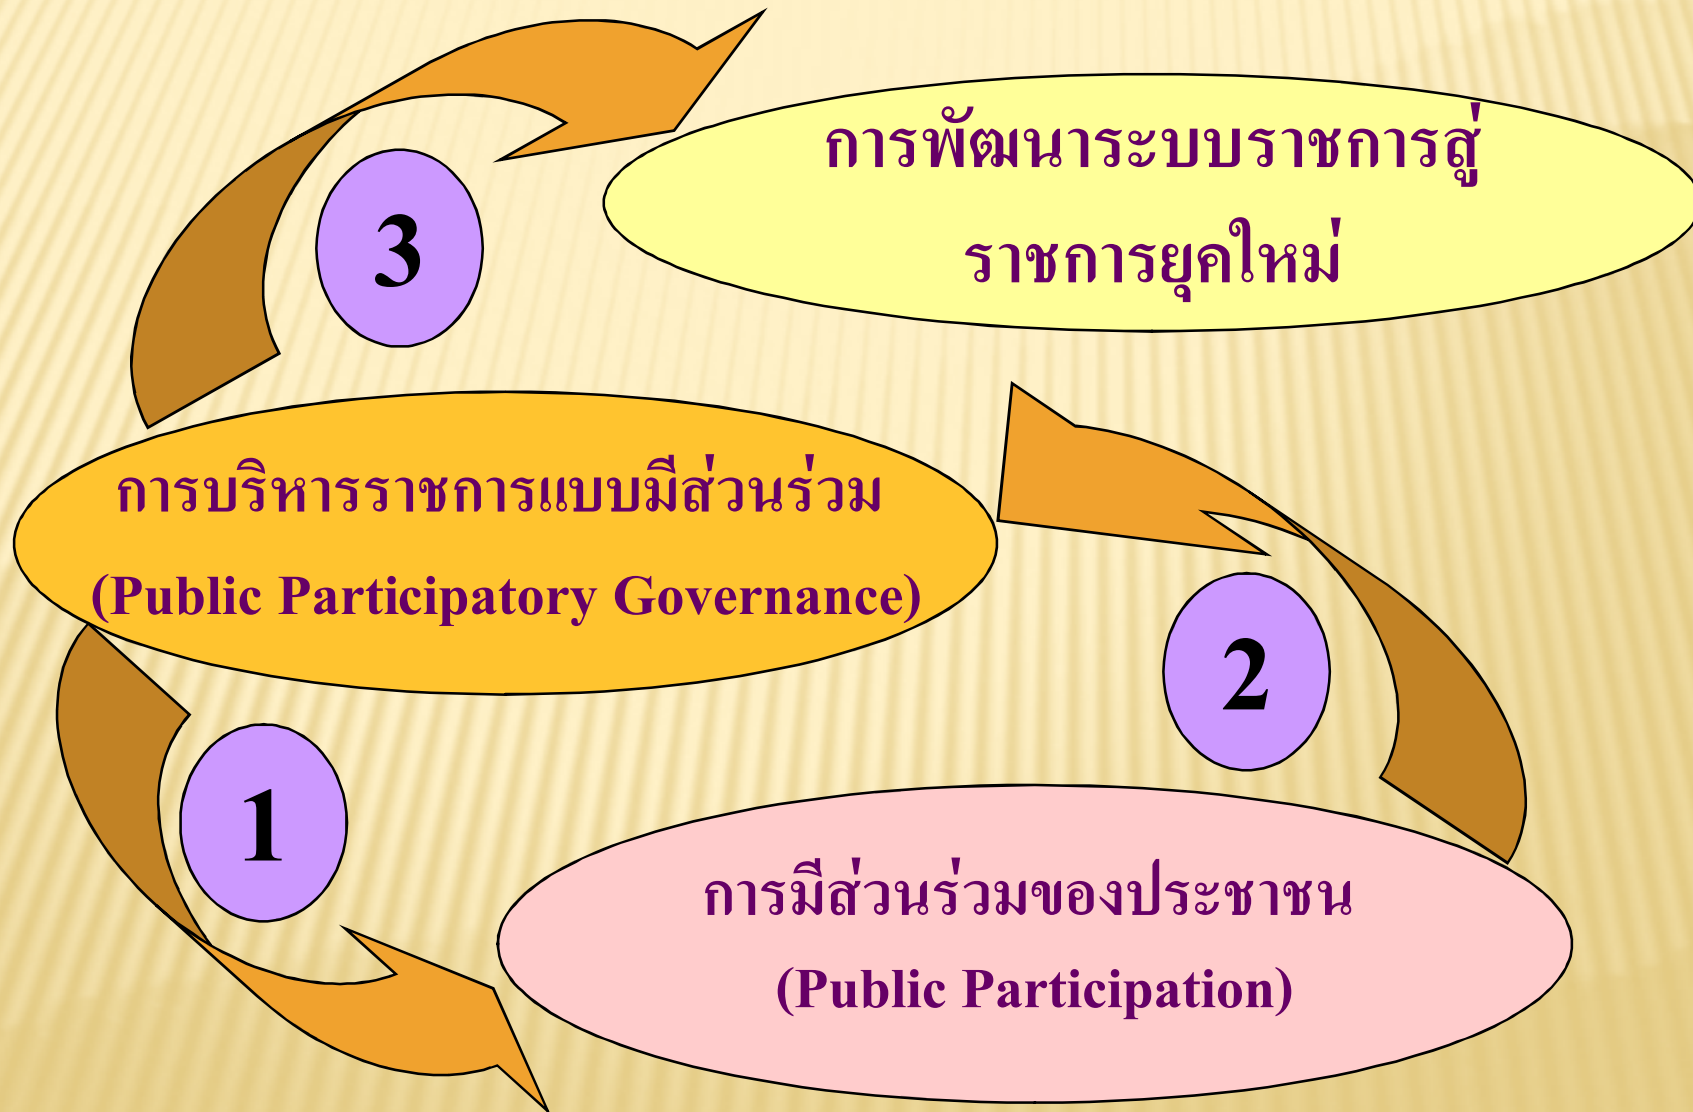 3
การพัฒนาระบบราชการสู่
ราชการยุคใหม่
การบริหารราชการแบบมีส่วนร่วม
(Public Participatory Governance)
2
1
การมีส่วนร่วมของประชาชน
(Public Participation)